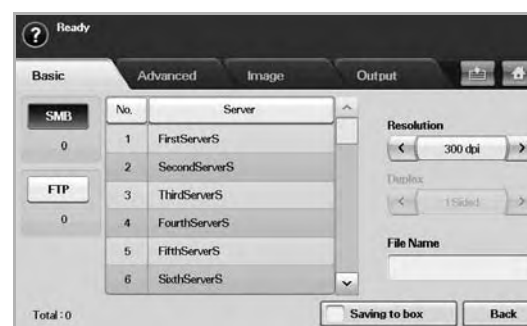 ? Ready
Basic Advanced Image Output
SMB
0
FTP
0
No. Server
1 FirstServerS
2 SecondServerS
3 ThirdServerS
4 FourthServerS
5 FifthServerS
6 SixthServerS
Resolution
< 300 dpi >
Duplex
< 1 Sided >
File Name
Total : 0
Saving to box
Back